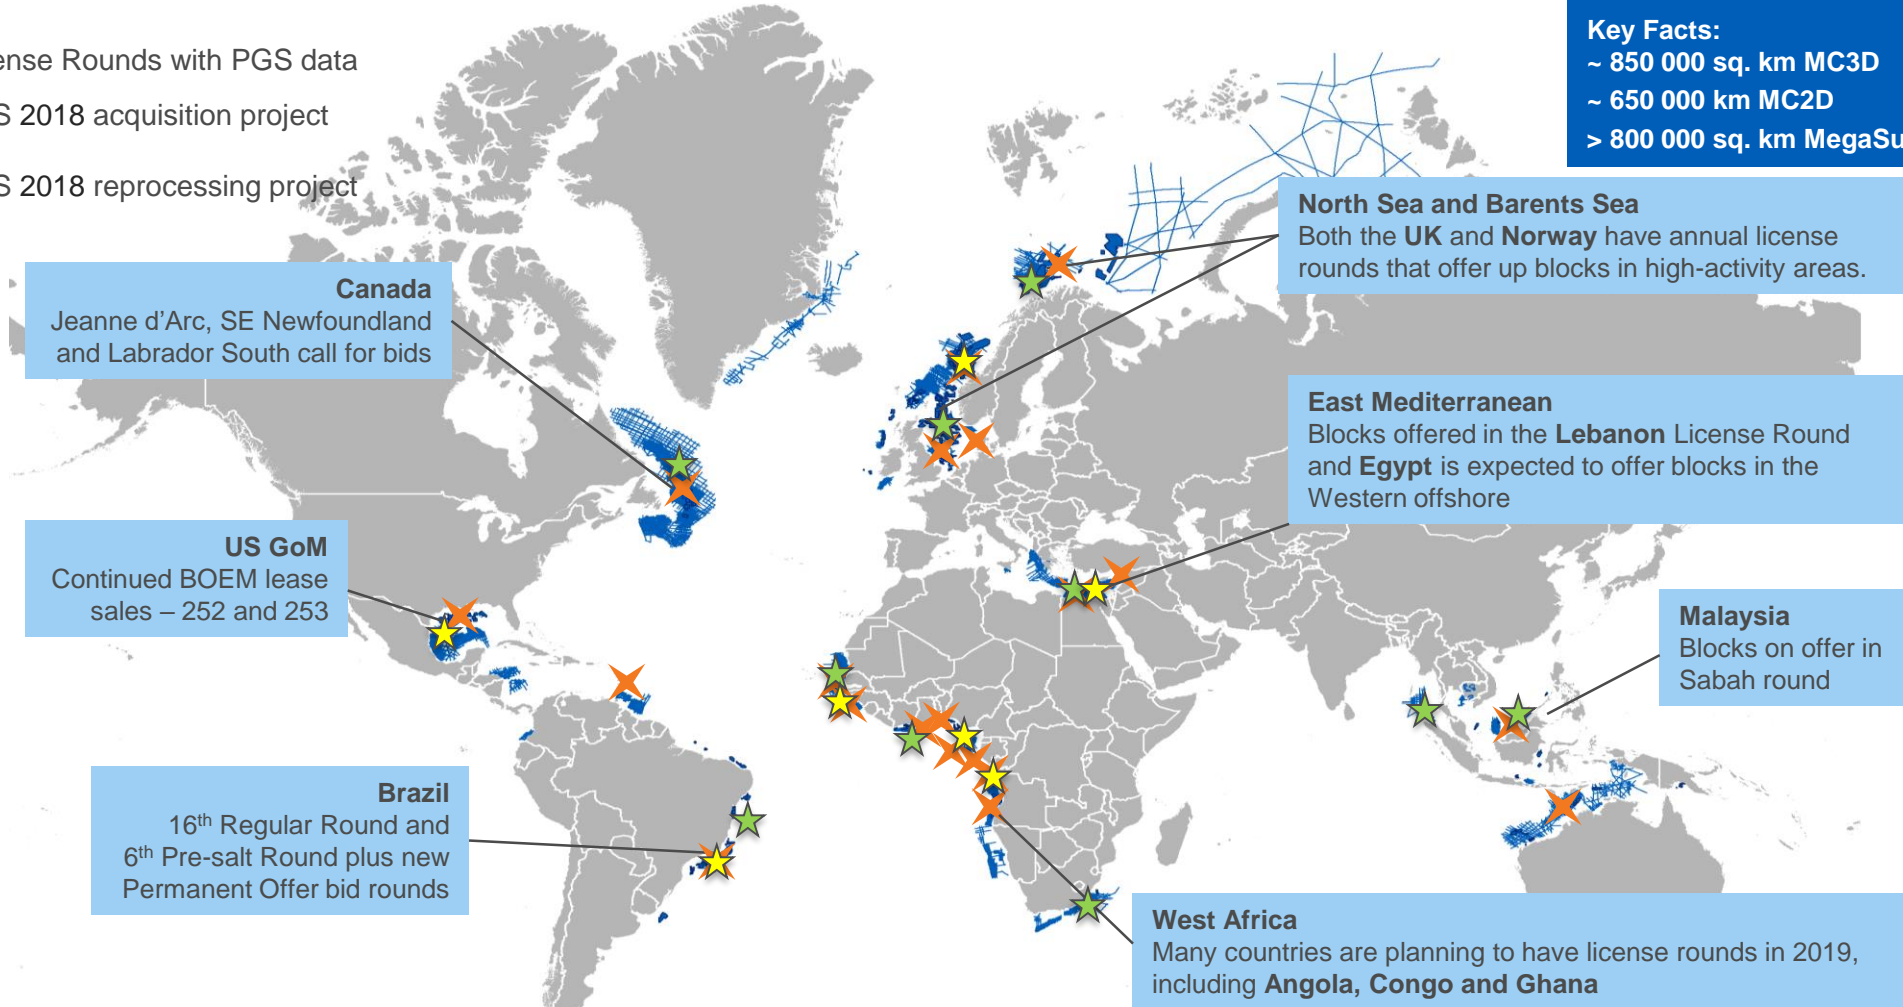 ense Rounds with PGS data
S 2018 acquisition project
S 2018 reprocessing project
Key Facts:
~ 850 000 sq. km MC3D
~ 650 000 km MC2D
> 800 000 sq. km MegaSu
North Sea and Barents Sea
Both the UK and Norway have annual license
rounds that offer up blocks in high-activity areas.
Canada
Jeanne d’Arc, SE Newfoundland
and Labrador South call for bids
East Mediterranean
Blocks offered in the Lebanon License Round
and Egypt is expected to offer blocks in the
Western offshore
US GoM
Continued BOEM lease
sales – 252 and 253
Malaysia
Blocks on offer in
Sabah round
Brazil
16th Regular Round and
6th Pre-salt Round plus new
Permanent Offer bid rounds
West Africa
Many countries are planning to have license rounds in 2019,
including Angola, Congo and Ghana